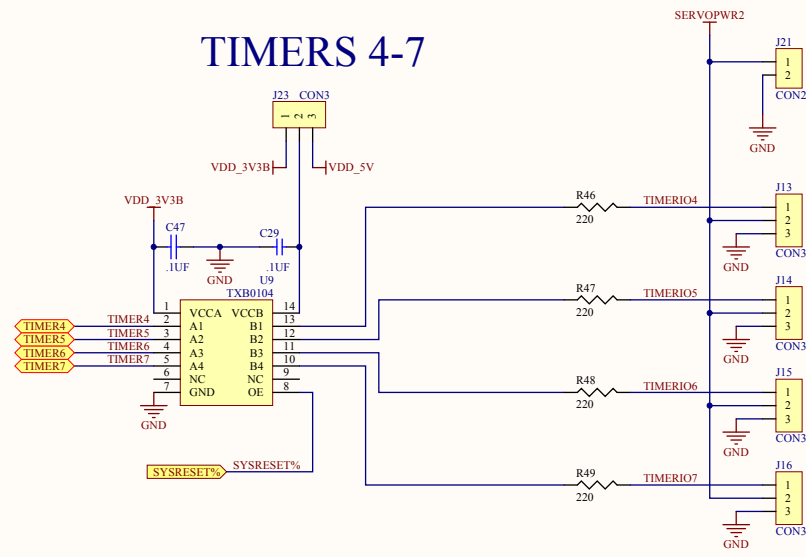 SERVOPWR2
TIMERS 4-7
J21
1
2
CON2
GND
J23 CON3
1 2 3
VDD_3V3B
VDD_5V
VDD_3V3B
C47
.1UF
GND
C29
.1UF
U9
TXB0104
R46
220
TIMERIO4
J13
1
2
3
CON3
GND
R47
220
TIMERIO5
J14
1
2
3
CON3
GND
TIMER4 TIMER4
TIMER5 TIMER5
TIMER6 TIMER6
TIMER7 TIMER7
1 VCCA VCCB 14
2 A1 B1 13
3 A2 B2 12
4 A3 B3 11
5 A4 B4 10
6 NC NC 9
7 GND OE 8
GND
R48
220
TIMERIO6
J15
1
2
3
CON3
GND
SYSRESET% SYSRESET%
R49
220
TIMERIO7
J16
1
2
3
CON3
GND